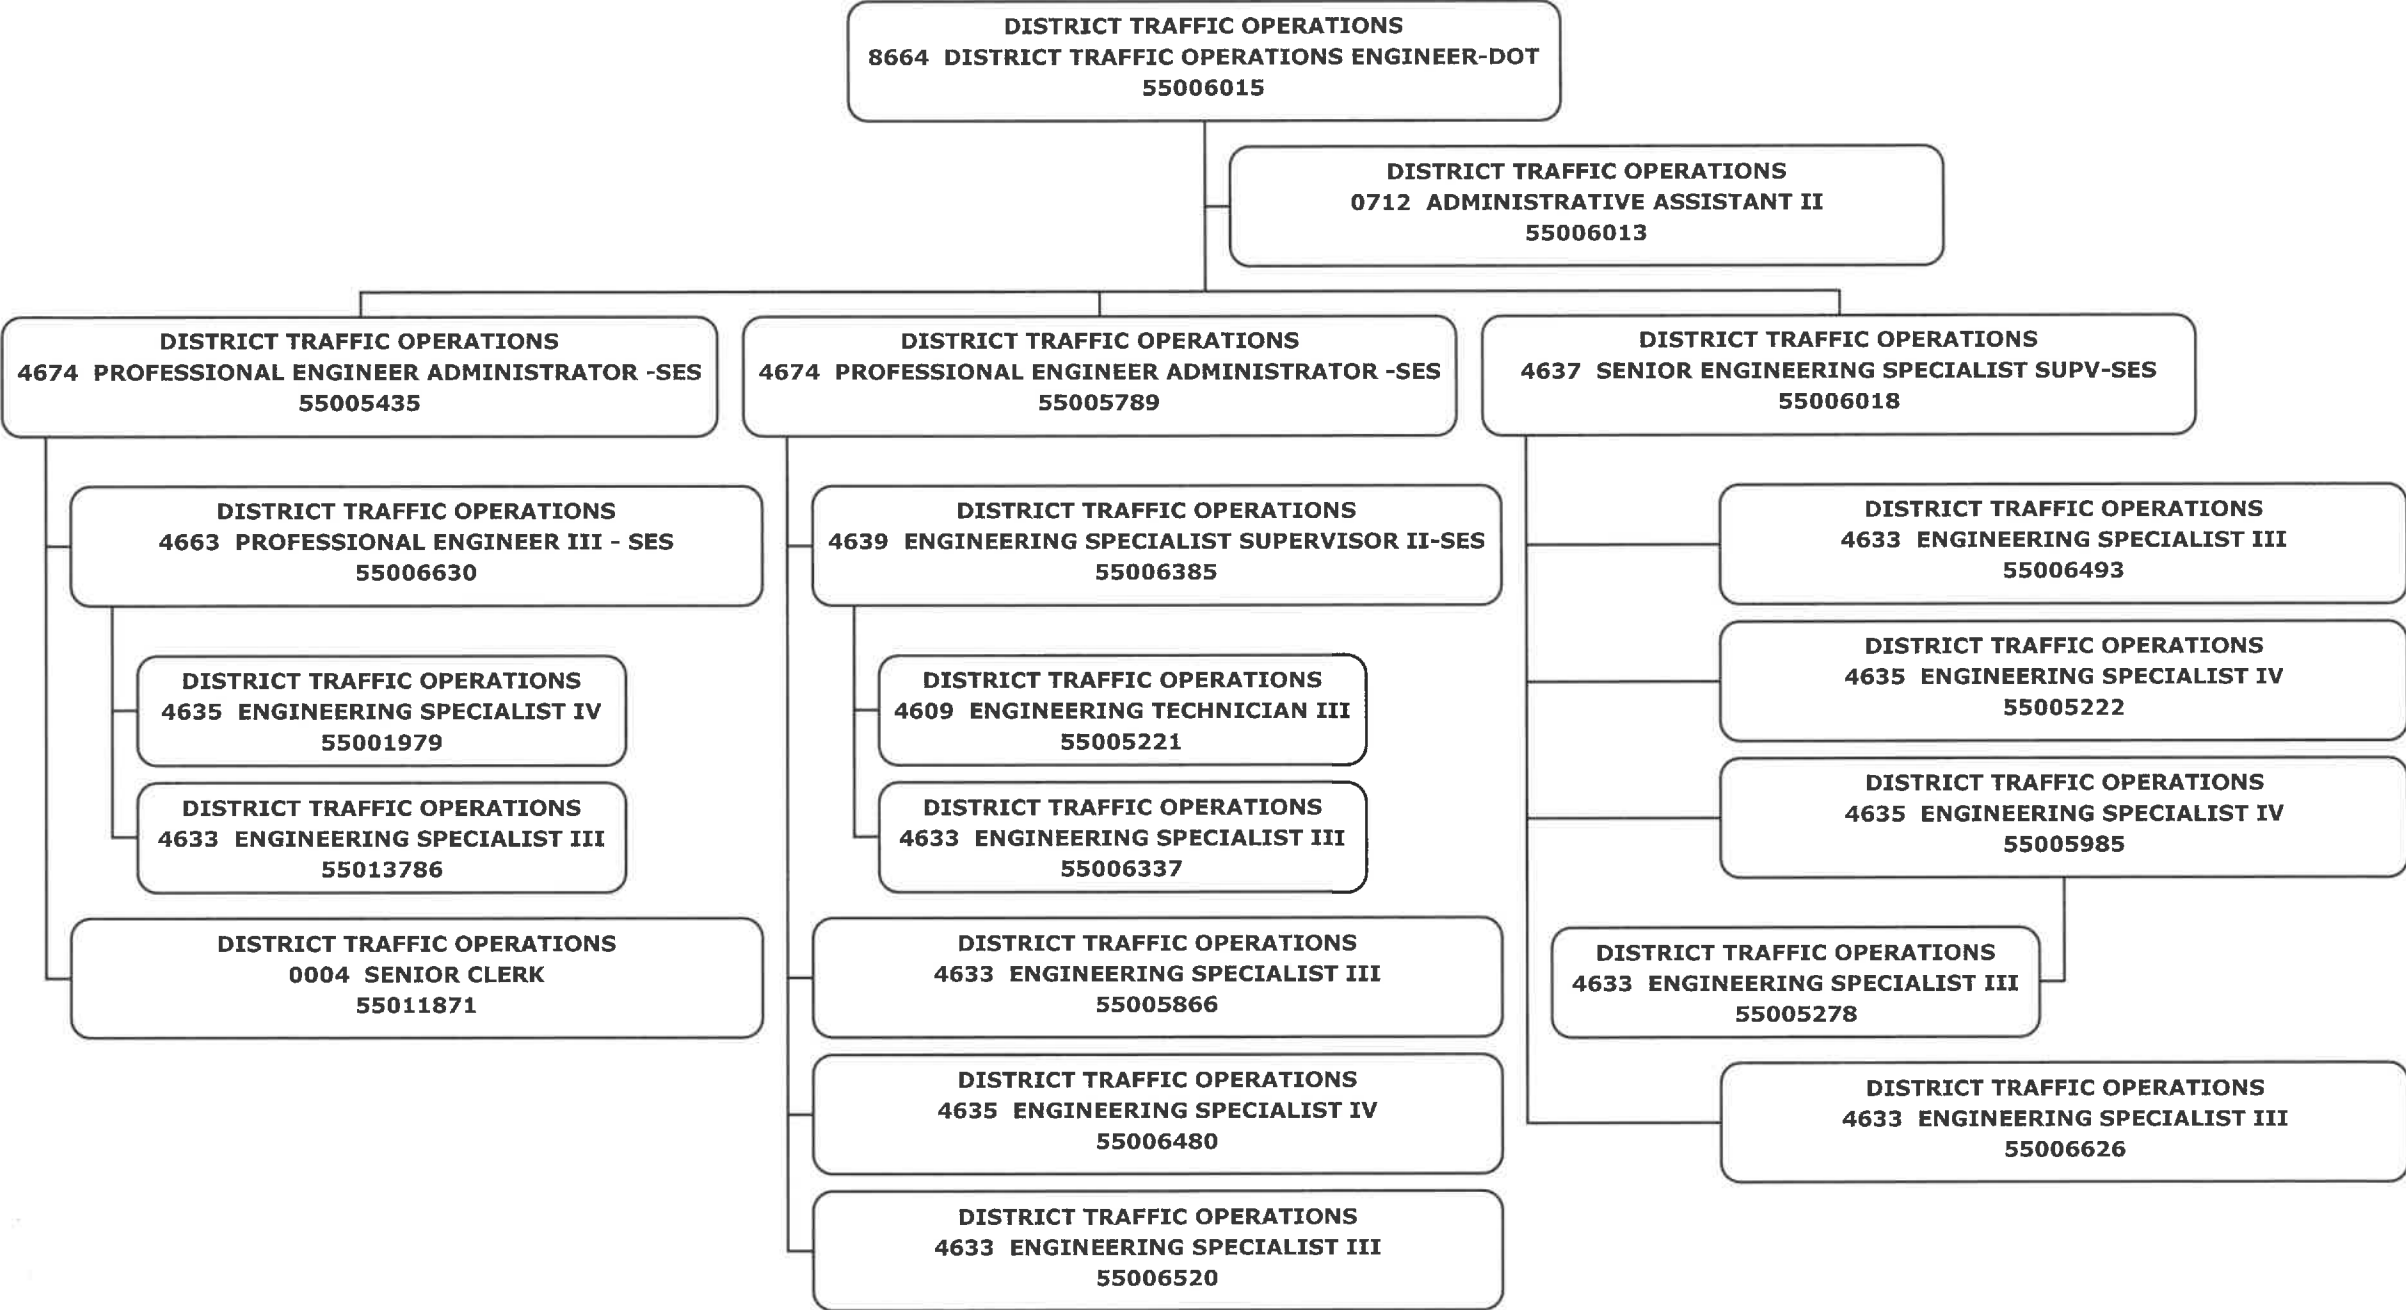 DISTRICT TRAFFIC OPERATIONS
8664 DISTRICT TRAFFIC OPERATIONS ENGINEER-DOT
55006015
DISTRICT TRAFFIC OPERATIONS
0712 ADMINISTRATIVE ASSISTANT II
55006013
DISTRICT TRAFFIC OPERATIONS
4674 PROFESSIONAL ENGINEER ADMINISTRATOR -SES
55005435
DISTRICT TRAFFIC OPERATIONS
4663 PROFESSIONAL ENGINEER III - SES
55006630
DISTRICT TRAFFIC OPERATIONS
4635 ENGINEERING SPECIALIST IV
55001979
DISTRICT TRAFFIC OPERATIONS
4633 ENGINEERING SPECIALIST III
55013786
DISTRICT TRAFFIC OPERATIONS
0004 SENIOR CLERK
55011871
DISTRICT TRAFFIC OPERATIONS
4674 PROFESSIONAL ENGINEER ADMINISTRATOR -SES
55005789
DISTRICT TRAFFIC OPERATIONS
4639 ENGINEERING SPECIALIST SUPERVISOR II-SES
55006385
DISTRICT TRAFFIC OPERATIONS
4609 ENGINEERING TECHNICIAN III
55005221
DISTRICT TRAFFIC OPERATIONS
4633 ENGINEERING SPECIALIST III
55006337
DISTRICT TRAFFIC OPERATIONS
4633 ENGINEERING SPECIALIST III
55005866
DISTRICT TRAFFIC OPERATIONS
4635 ENGINEERING SPECIALIST IV
55006480
DISTRICT TRAFFIC OPERATIONS
4633 ENGINEERING SPECIALIST III
55006520
DISTRICT TRAFFIC OPERATIONS
4637 SENIOR ENGINEERING SPECIALIST SUPV-SES
55006018
DISTRICT TRAFFIC OPERATIONS
4633 ENGINEERING SPECIALIST III
55006493
DISTRICT TRAFFIC OPERATIONS
4635 ENGINEERING SPECIALIST IV
55005222
DISTRICT TRAFFIC OPERATIONS
4635 ENGINEERING SPECIALIST IV
55005985
DISTRICT TRAFFIC OPERATIONS
4633 ENGINEERING SPECIALIST III
55005278
DISTRICT TRAFFIC OPERATIONS
4633 ENGINEERING SPECIALIST III
55006626